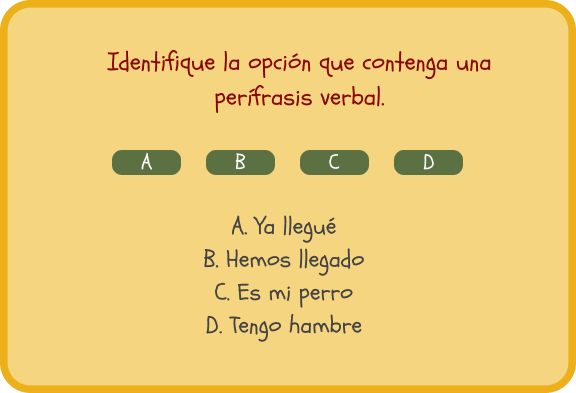 Identifique la opción que contenga una
perífrasis verbal.
A B C D
A. Ya llegué
B. Hemos llegado
C. Es mi perro
D. Tengo hambre